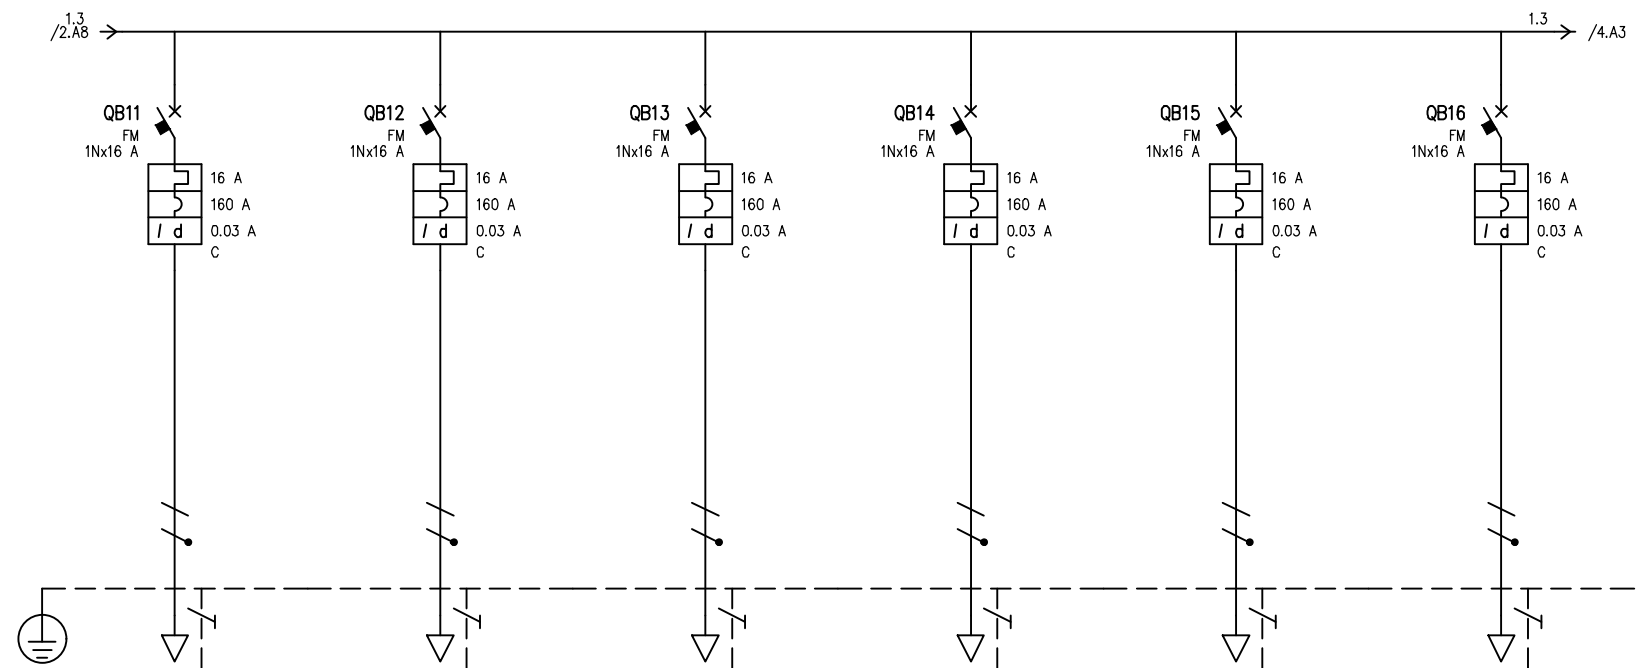 1.3
/2.A8
1.3
/4.A3
QB11
FM
1Nx16 A
16 A
160 A
I d
0.03 A
C
QB12
FM
1Nx16 A
16 A
160 A
I d
0.03 A
C
QB13
FM
1Nx16 A
16 A
160 A
I d
0.03 A
C
QB14
FM
1Nx16 A
16 A
160 A
I d
0.03 A
C
QB15
FM
1Nx16 A
16 A
160 A
I d
0.03 A
C
QB16
FM
1Nx16 A
16 A
160 A
I d
0.03 A
C